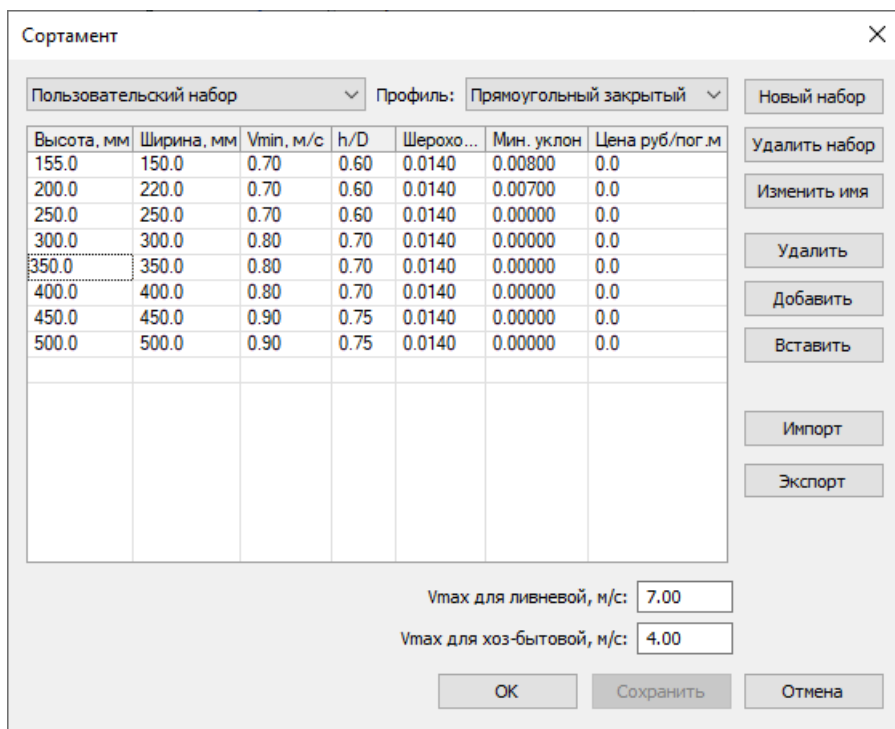 Сортамент
Пользовательский набор Профиль: Прямоугольный закрытый Новый набор
Высота, мм Ширина, мм Vmin, м/с h/D Шерохо... Мин. уклон Цена руб/пог.м Удалить набор
155.0 150.0 0.70 0.60 0.0140 0.00800 0.0
200.0 220.0 0.70 0.60 0.0140 0.00700 0.0 Изменить имя
250.0 250.0 0.70 0.60 0.0140 0.00000 0.0
300.0 300.0 0.80 0.70 0.0140 0.00000 0.0 Удалить
350.0 350.0 0.80 0.70 0.0140 0.00000 0.0
400.0 400.0 0.80 0.70 0.0140 0.00000 0.0 Добавить
450.0 450.0 0.90 0.75 0.0140 0.00000 0.0
500.0 500.0 0.90 0.75 0.0140 0.00000 0.0 Вставить
Импорт
Экспорт
Vmax для ливневой, м/с: 7.00
Vmax для хоз-бытовой, м/с: 4.00
ОК Сохранить Отмена